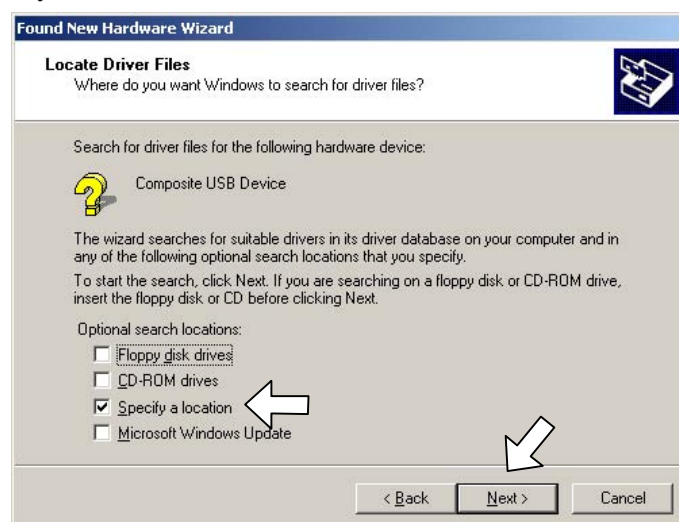 Found New Hardware Wizard
Locate Driver Files
Where do you want Windows to search for driver files?
Search for driver files for the following hardware device:
Composite USB Device
The wizard searches for suitable drivers in its driver database on your computer and in
any of the following optional search locations that you specify.
To start the search, click Next. If you are searching on a floppy disk or CD-ROM drive,
insert the floppy disk or CD before clicking Next.
Optional search locations:
Floppy disk drives
CD-ROM drives
Specify a location
Microsoft Windows Update
< Back Next > Cancel